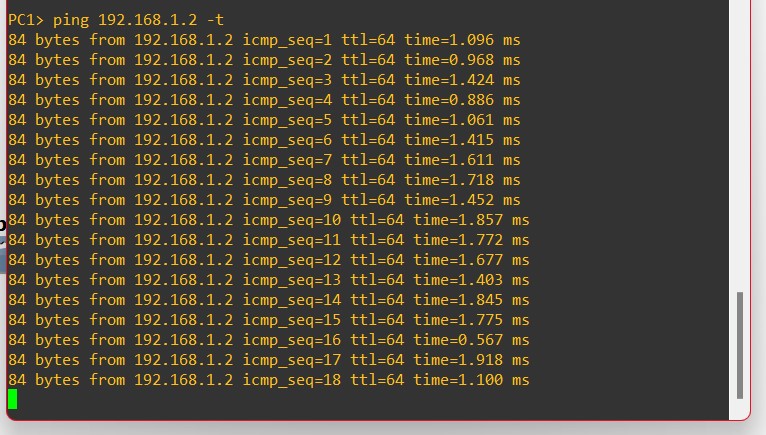 PC1> ping 192.168.1.2 -t
84 bytes from 192.168.1.2 icmp_seq=1 ttl=64 time=1.096 ms
84 bytes from 192.168.1.2 icmp_seq=2 ttl=64 time=0.968 ms
84 bytes from 192.168.1.2 icmp_seq=3 ttl=64 time=1.424 ms
84 bytes from 192.168.1.2 icmp_seq=4 ttl=64 time=0.886 ms
84 bytes from 192.168.1.2 icmp_seq=5 ttl=64 time=1.061 ms
84 bytes from 192.168.1.2 icmp_seq=6 ttl=64 time=1.415 ms
84 bytes from 192.168.1.2 icmp_seq=7 ttl=64 time=1.611 ms
84 bytes from 192.168.1.2 icmp_seq=8 ttl=64 time=1.718 ms
84 bytes from 192.168.1.2 icmp_seq=9 ttl=64 time=1.452 ms
84 bytes from 192.168.1.2 icmp_seq=10 ttl=64 time=1.857 ms
84 bytes from 192.168.1.2 icmp_seq=11 ttl=64 time=1.772 ms
84 bytes from 192.168.1.2 icmp_seq=12 ttl=64 time=1.677 ms
84 bytes from 192.168.1.2 icmp_seq=13 ttl=64 time=1.403 ms
84 bytes from 192.168.1.2 icmp_seq=14 ttl=64 time=1.845 ms
84 bytes from 192.168.1.2 icmp_seq=15 ttl=64 time=1.775 ms
84 bytes from 192.168.1.2 icmp_seq=16 ttl=64 time=0.567 ms
84 bytes from 192.168.1.2 icmp_seq=17 ttl=64 time=1.918 ms
84 bytes from 192.168.1.2 icmp_seq=18 ttl=64 time=1.100 ms